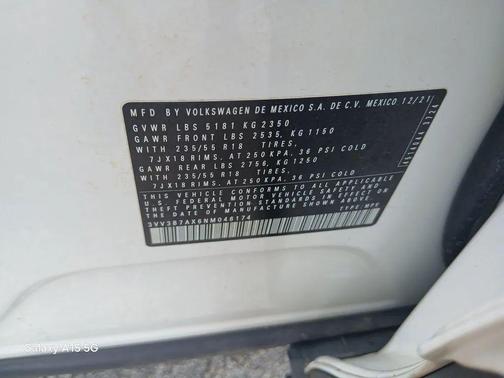 MFD BY VOLKSWAGEN DE MEXICO S.A. DE C.V. MEXICO 12/21
GVWR LBS 5181 KG 2350
GAWR FRONT LBS 2535, KG 1150
WITH 235/55 R18 TIRES,
7JX18 RIMS, AT 250 KPA, 36 PSI COLD
GAWR REAR LBS 2756, KG 1250
WITH 235/55 R18 TIRES,
7JX18 RIMS, AT 250 KPA, 36 PSI COLD
THIS VEHICLE CONFORMS TO ALL APPLICABLE
U.S. FEDERAL MOTOR VEHICLE SAFETY AND
THEFT PREVENTION STANDARDS IN EFFECT ON
THE DATE OF MANUFACTURE SHOWN ABOVE.
3VV3B7AX6NM046174
TYPE: MPV
Galaxy A15 5G